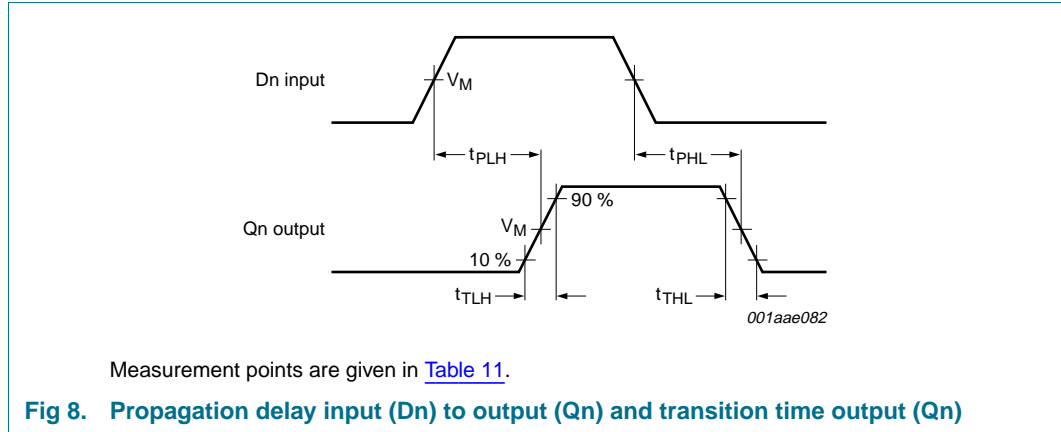 Dn input
VM
tPLH
tPHL
90 %
Qn output
VM
10 %
tTLH
tTHL
001aae082
Measurement points are given in Table 11.
Fig 8. Propagation delay input (Dn) to output (Qn) and transition time output (Qn)